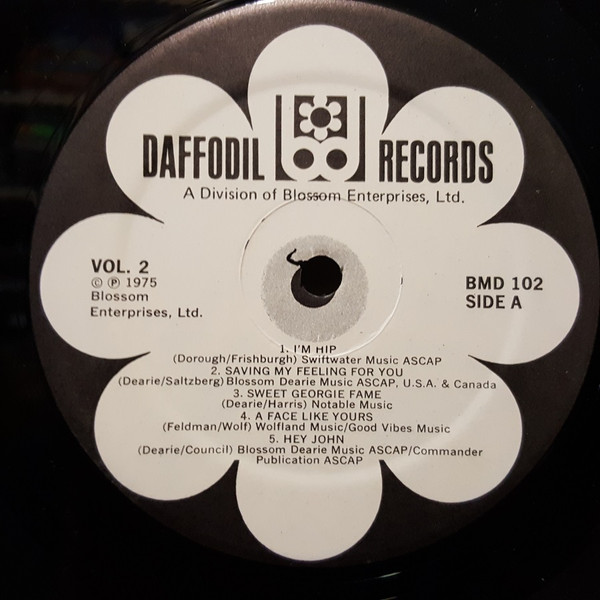 DAFFODIL bd RECORDS
A Division of Blossom Enterprises, Ltd.
VOL. 2
© ℗ 1975
Blossom
Enterprises, Ltd.
BMD 102
SIDE A
1. I'M HIP
(Dorough/Frishburgh) Swiftwater Music ASCAP
2. SAVING MY FEELING FOR YOU
(Dearie/Saltzberg) Blossom Dearie Music ASCAP, U.S.A. & Canada
3. SWEET GEORGIE FAME
(Dearie/Harris) Notable Music
4. A FACE LIKE YOURS
(Feldman/Wolf) Wolfland Music/Good Vibes Music
5. HEY JOHN
(Dearie/Council) Blossom Dearie Music ASCAP/Commander
Publication ASCAP